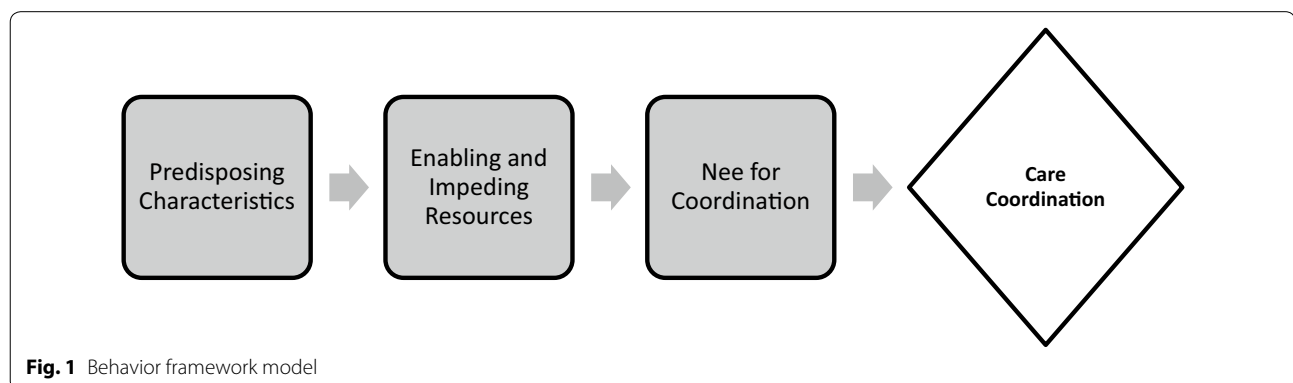 Predisposing
Characteristics
Enabling and
Impeding
Resources
Nee for
Coordination
Care
Coordination
Fig. 1 Behavior framework model